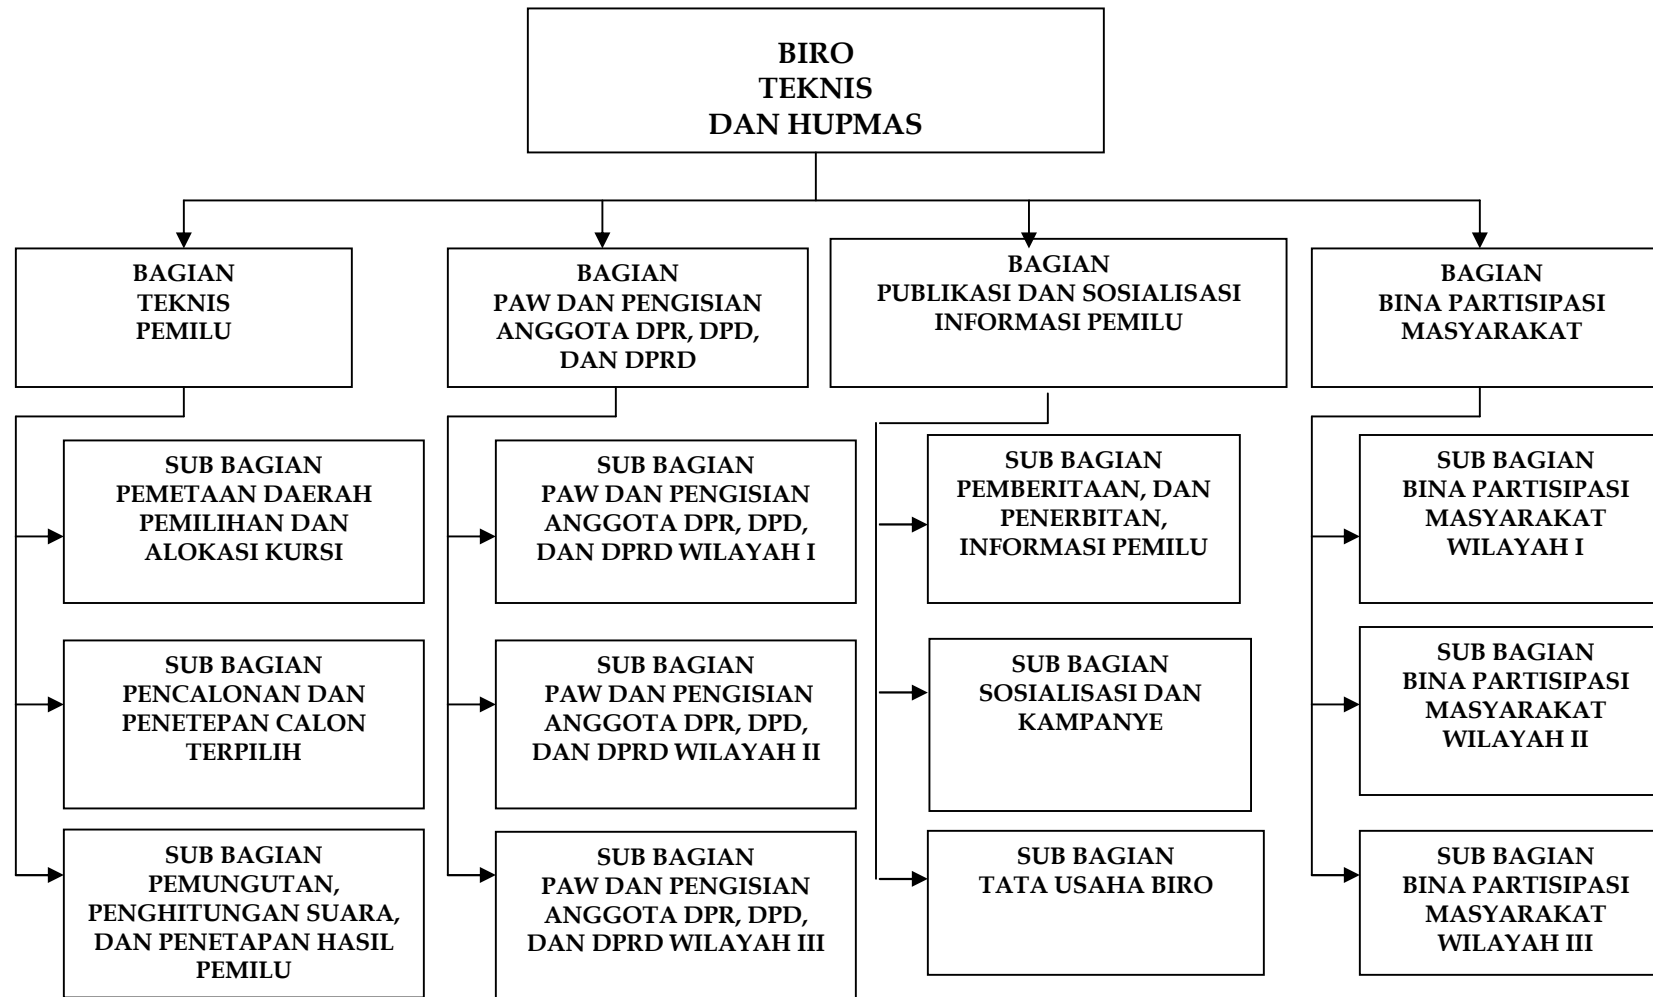 BIRO
TEKNIS
DAN HUPMAS
BAGIAN
TEKNIS
PEMILU
BAGIAN
PAW DAN PENGISIAN
ANGGOTA DPR, DPD,
DAN DPRD
BAGIAN
PUBLIKASI DAN SOSIALISASI
INFORMASI PEMILU
BAGIAN
BINA PARTISIPASI
MASYARAKAT
SUB BAGIAN
PEMETAAN DAERAH
PEMILIHAN DAN
ALOKASI KURSI
SUB BAGIAN
PAW DAN PENGISIAN
ANGGOTA DPR, DPD,
DAN DPRD WILAYAH I
SUB BAGIAN
PEMBERITAAN, DAN
PENERBITAN,
INFORMASI PEMILU
SUB BAGIAN
BINA PARTISIPASI
MASYARAKAT
WILAYAH I
SUB BAGIAN
PENCALONAN DAN
PENETEPAN CALON
TERPILIH
SUB BAGIAN
PAW DAN PENGISIAN
ANGGOTA DPR, DPD,
DAN DPRD WILAYAH II
SUB BAGIAN
SOSIALISASI DAN
KAMPANYE
SUB BAGIAN
BINA PARTISIPASI
MASYARAKAT
WILAYAH II
SUB BAGIAN
PEMUNGUTAN,
PENGHITUNGAN SUARA,
DAN PENETAPAN HASIL
PEMILU
SUB BAGIAN
PAW DAN PENGISIAN
ANGGOTA DPR, DPD,
DAN DPRD WILAYAH III
SUB BAGIAN
TATA USAHA BIRO
SUB BAGIAN
BINA PARTISIPASI
MASYARAKAT
WILAYAH III